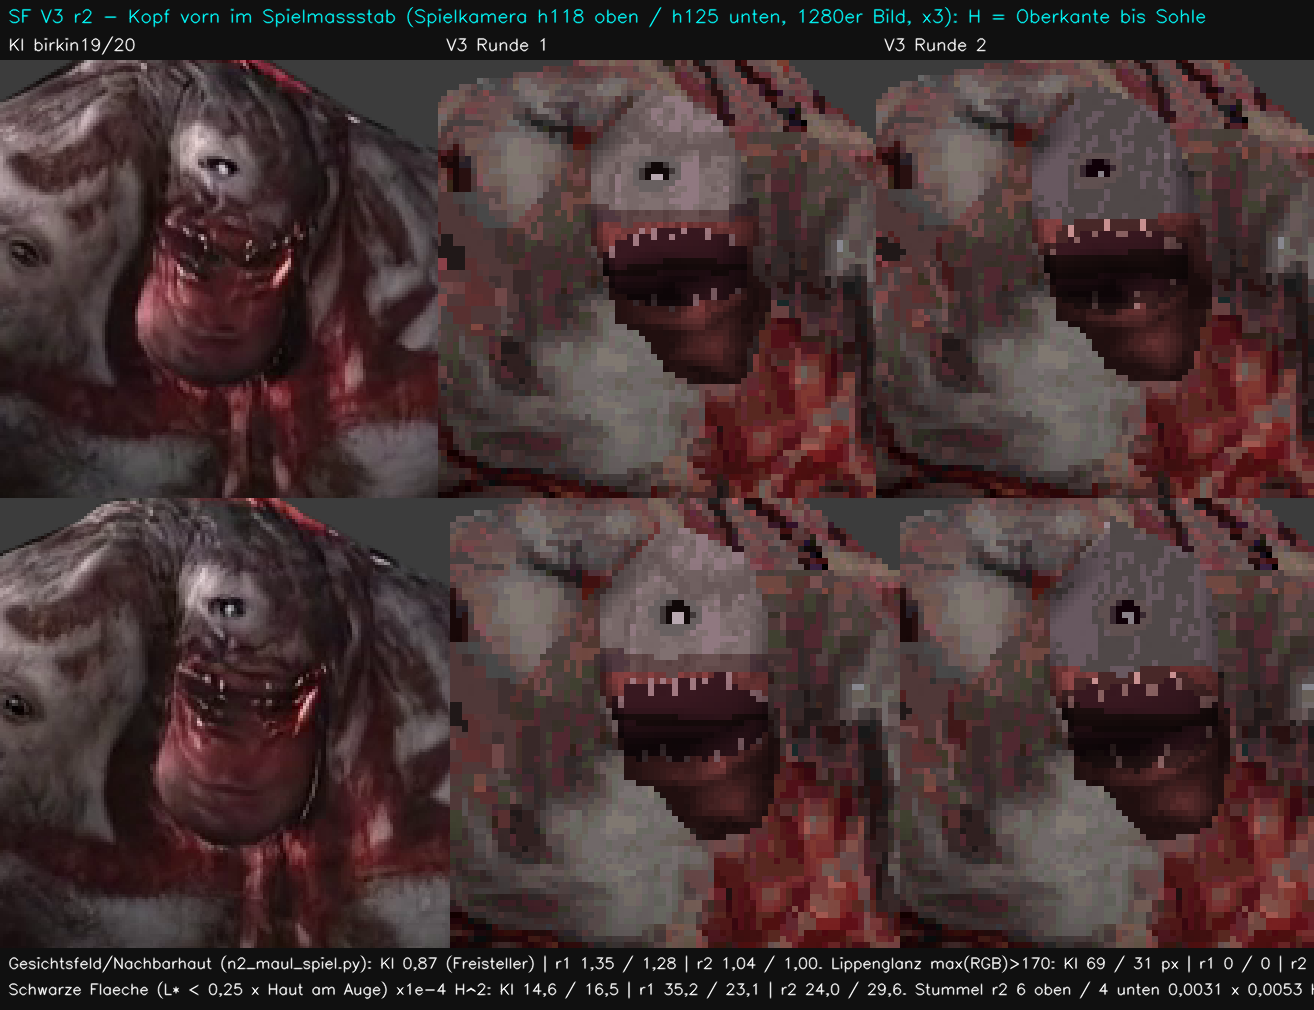 SF V3 r2 – Kopf vorn im Spielmassstab (Spielkamera h118 oben / h125 unten, 1280er Bild, x3): H = Oberkante bis Sohle
KI birkin19/20
V3 Runde 1
V3 Runde 2
Gesichtsfeld/Nachbarhaut (n2_maul_spiel.py): KI 0,87 (Freisteller) | r1 1,35 / 1,28 | r2 1,04 / 1,00. Lippenglanz max(RGB)>170: KI 69 / 31 px | r1 0 / 0 | r2
Schwarze Flaeche (L* < 0,25 x Haut am Auge) x1e-4 H^2: KI 14,6 / 16,5 | r1 35,2 / 23,1 | r2 24,0 / 29,6. Stummel r2 6 oben / 4 unten 0,0031 x 0,0053